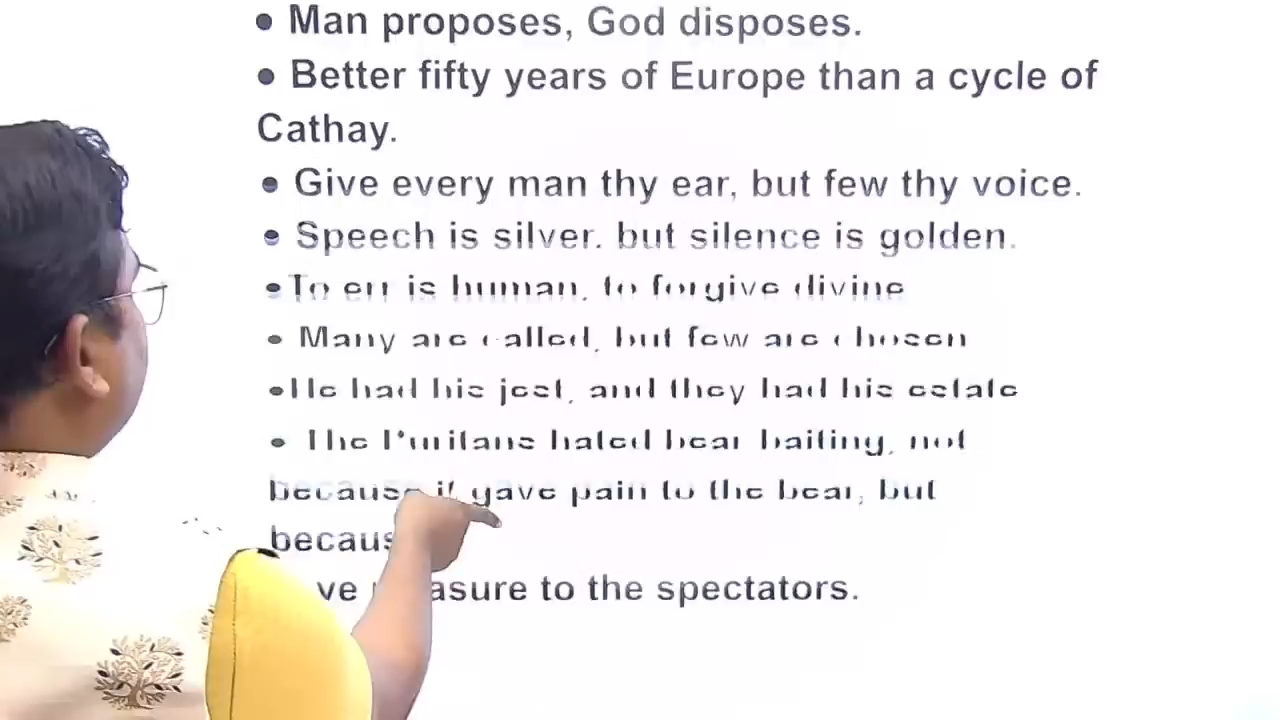 • Man proposes, God disposes.
• Better fifty years of Europe than a cycle of
Cathay.
• Give every man thy ear, but few thy voice.
• Speech is silver. but silence is golden.
•To err is human, to forgive divine
• Many are called, but few are chosen
•He had his jest, and they had his estate
• The Puritans hated bear baiting, not
because it gave pain to the bear, but
to the spectators.